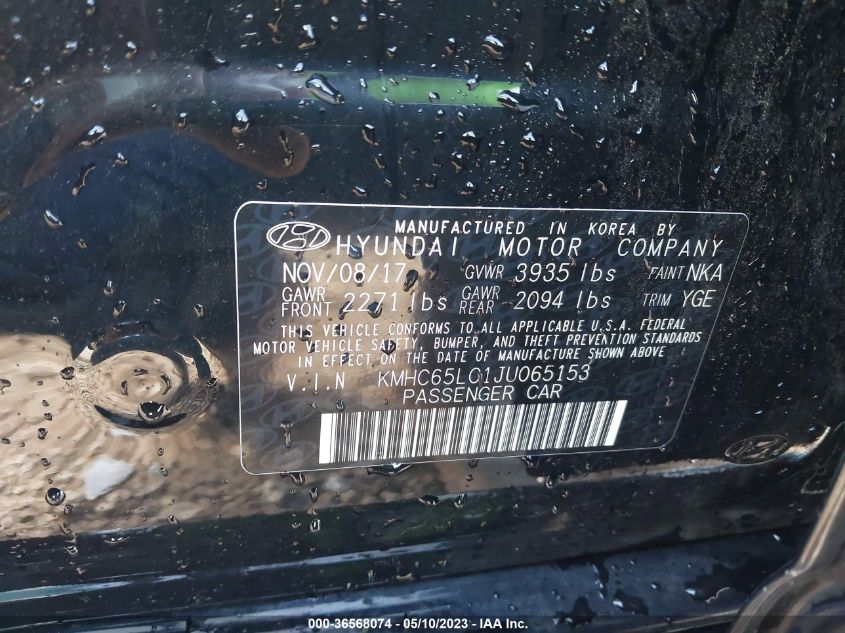 MANUFACTURED IN KOREA BY
HYUNDAI MOTOR COMPANY
NOV/08/17 GVWR 3935 lbs PAINT NKA
GAWR FRONT 2271 lbs GAWR REAR 2094 lbs TRIM YGE
THIS VEHICLE CONFORMS TO ALL APPLICABLE U.S.A. FEDERAL
MOTOR VEHICLE SAFETY, BUMPER, AND THEFT PREVENTION STANDARDS
IN EFFECT ON THE DATE OF MANUFACTURE SHOWN ABOVE
V.I.N KMHC65LC1JU065153
PASSENGER CAR
000-36568074 - 05/10/2023 - IAA Inc.